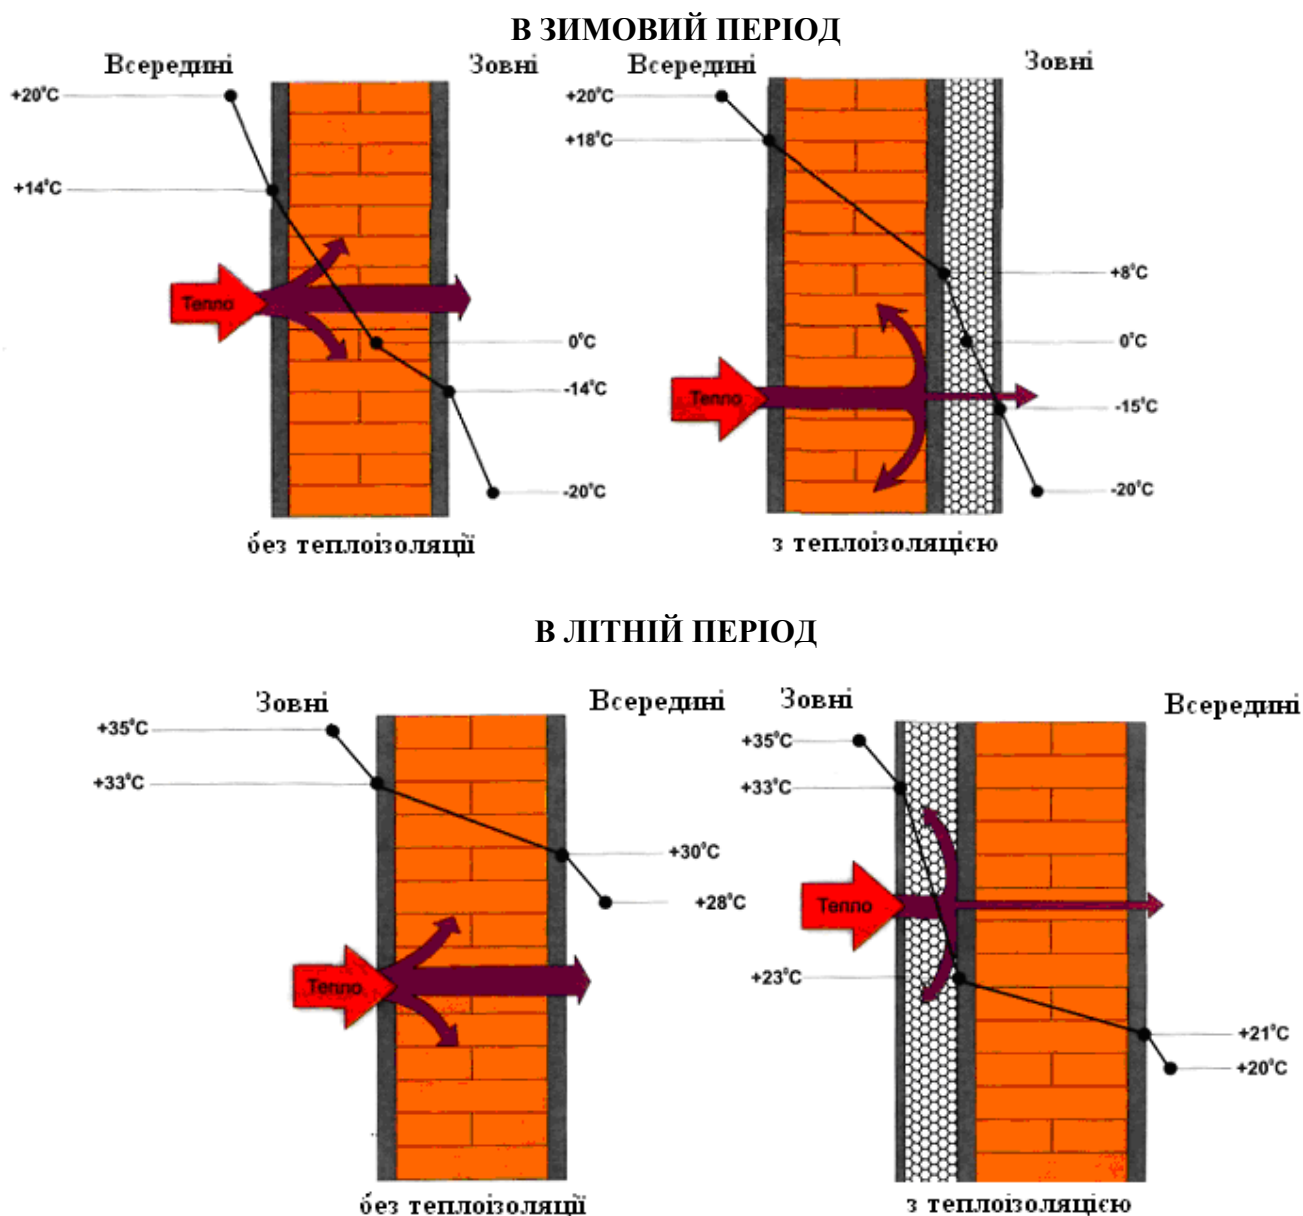 В ЗИМОВИЙ ПЕРІОД
Всередині
Зовні
+20°C
+14°C
Тепло
0°C
-14°C
-20°C
без теплоізоляції
Всередині
Зовні
+20°C
+18°C
+8°C
0°C
Тепло
-15°C
-20°C
з теплоізоляцією
В ЛІТНІЙ ПЕРІОД
Зовні
Всередині
+35°C
+33°C
+30°C
+28°C
Тепло
без теплоізоляції
Зовні
Всередині
+35°C
+33°C
Тепло
+23°C
+21°C
+20°C
з теплоізоляцією